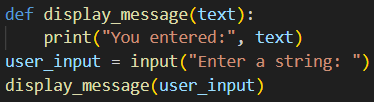 def display_message(text):
    print("You entered:", text)
user_input = input("Enter a string: ")
display_message(user_input)